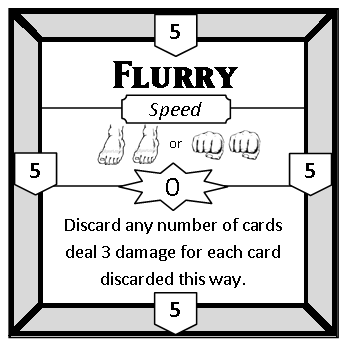 5
FLURRY
Speed
or
5
5
0
Discard any number of cards
deal 3 damage for each card
discarded this way.
5